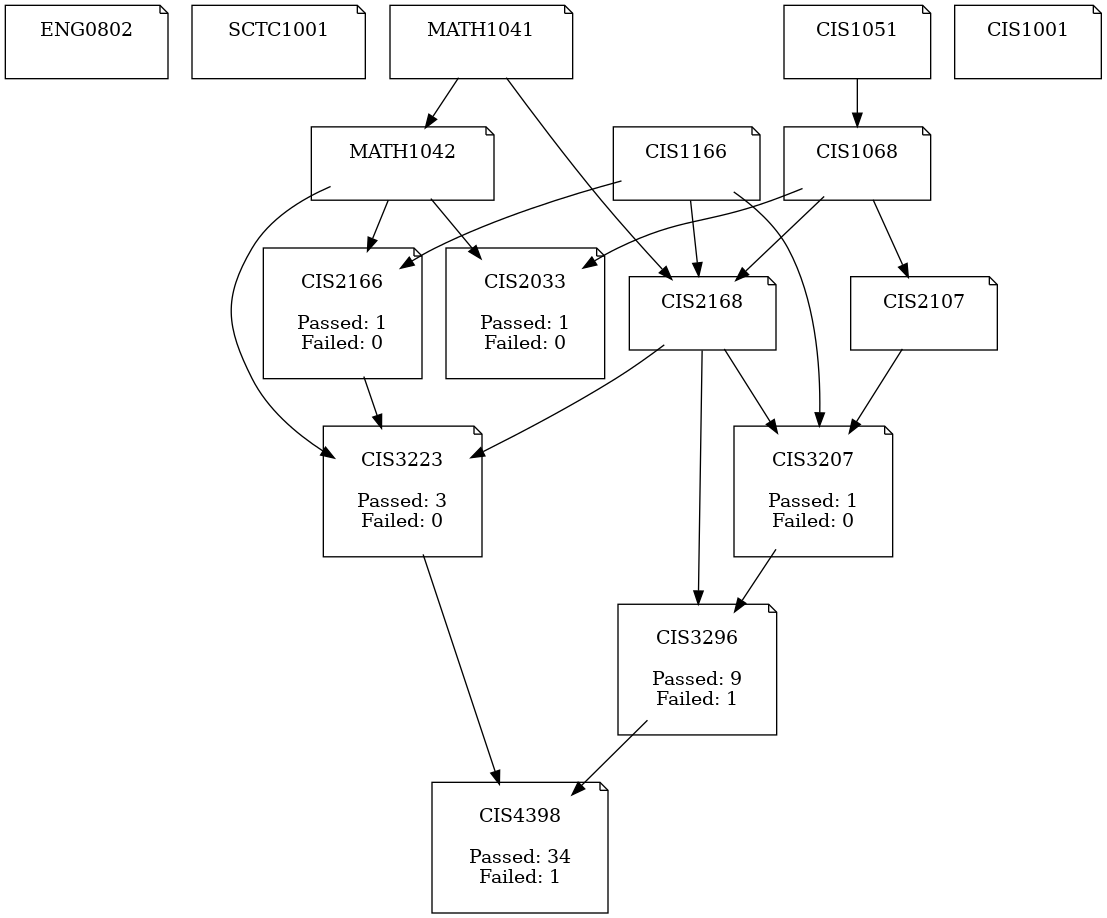 ENG0802
SCTC1001
MATH1041
CIS1051
CIS1001
MATH1042
CIS1166
CIS1068
CIS2166
Passed: 1
Failed: 0
CIS2033
Passed: 1
Failed: 0
CIS2168
CIS2107
CIS3223
Passed: 3
Failed: 0
CIS3207
Passed: 1
Failed: 0
CIS3296
Passed: 9
Failed: 1
CIS4398
Passed: 34
Failed: 1